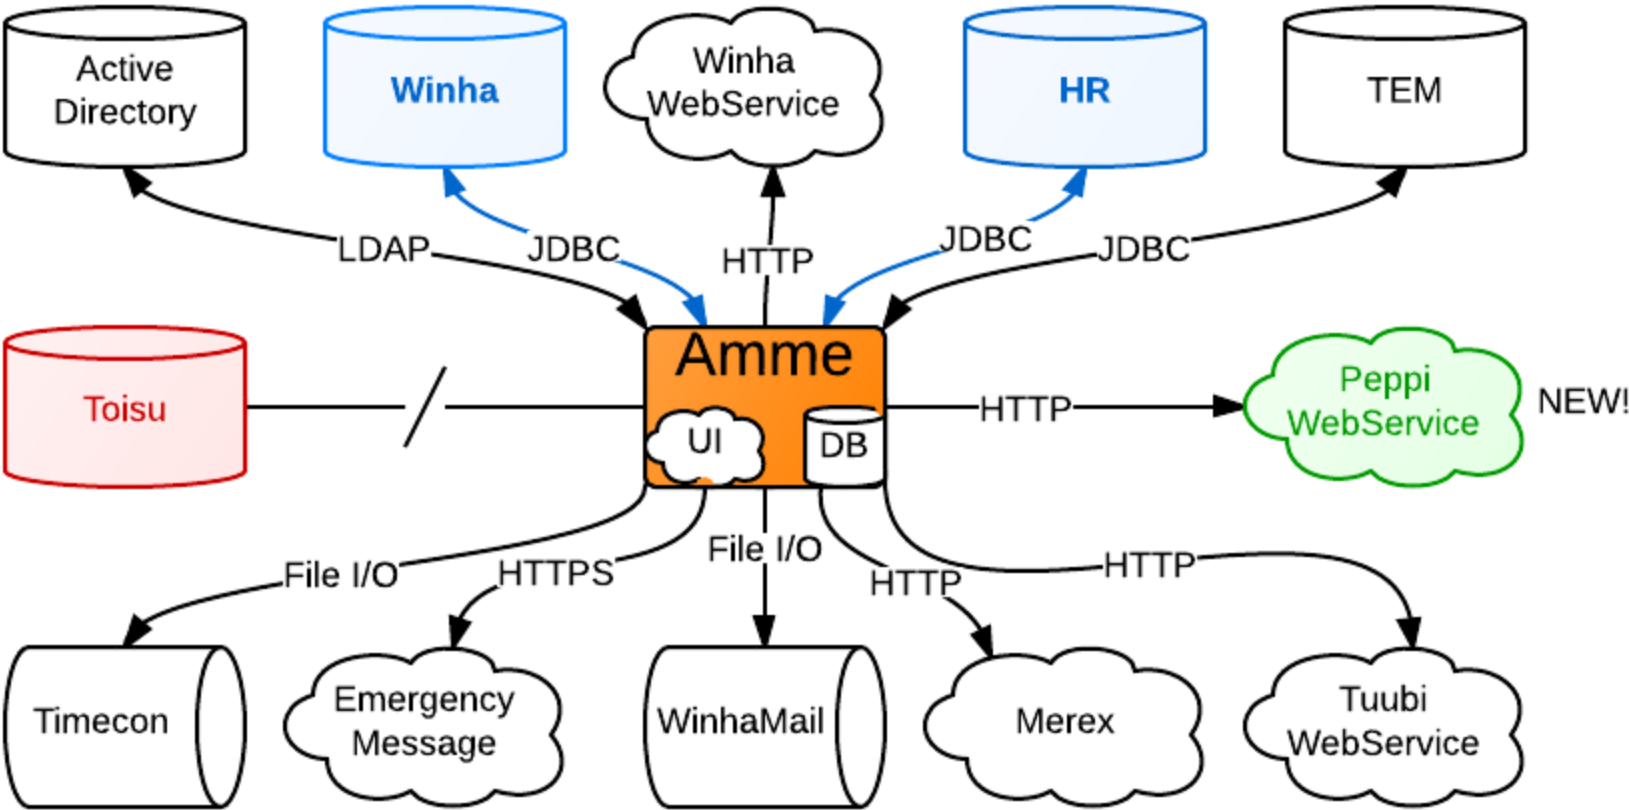 Active
Directory
Winha
Winha
WebService
HR
TEM
LDAP
JDBC
HTTP
JDBC
JDBC
Toisu
Amme
UI
DB
HTTP
Peppi
WebService
NEW!
File I/O
HTTPS
File I/O
HTTP
HTTP
Timecon
Emergency
Message
WinhaMail
Merex
Tuubi
WebService